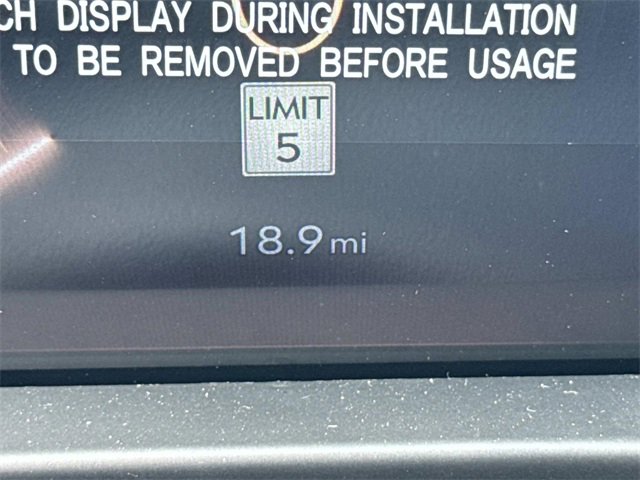 CH DISPLAY DURING INSTALLATION
TO BE REMOVED BEFORE USAGE
LIMIT
5
18.9 mi